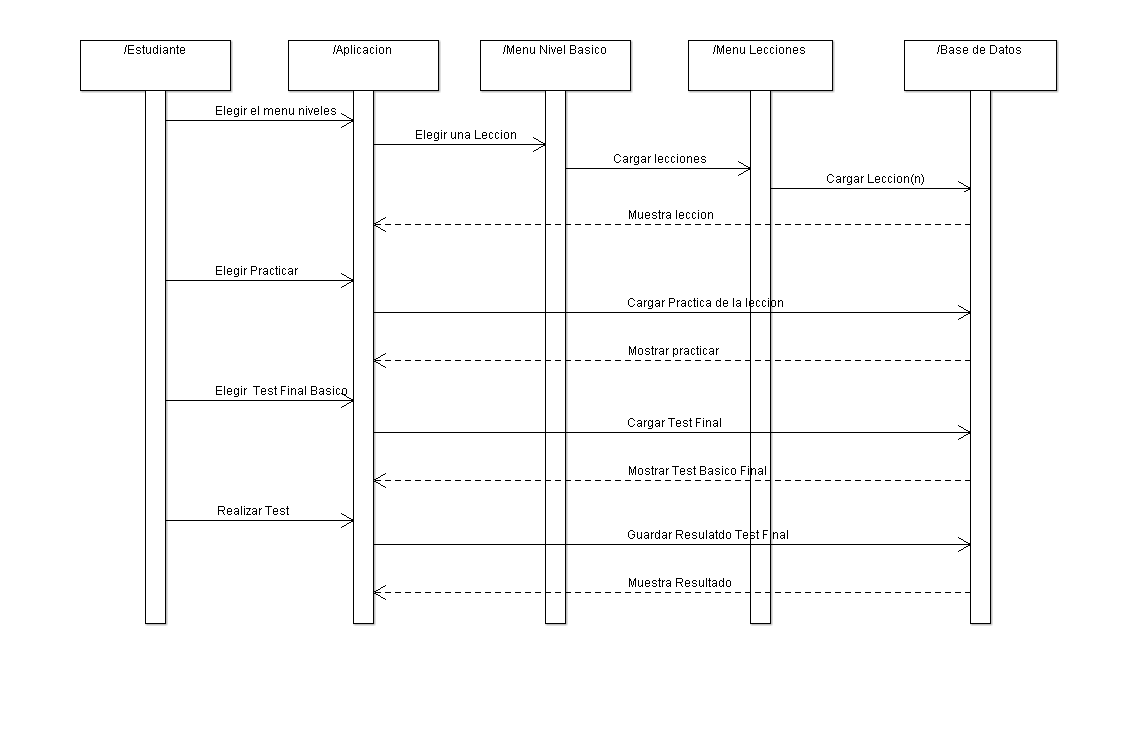 /Estudiante
/Aplicacion
/Menu Nivel Basico
/Menu Lecciones
/Base de Datos
Elegir el menu niveles
Elegir una Leccion
Cargar lecciones
Cargar Leccion(n)
Muestra leccion
Elegir Practicar
Cargar Practica de la leccion
Mostrar practicar
Elegir Test Final Basico
Cargar Test Final
Mostrar Test Basico Final
Realizar Test
Guardar Resulatdo Test Final
Muestra Resultado